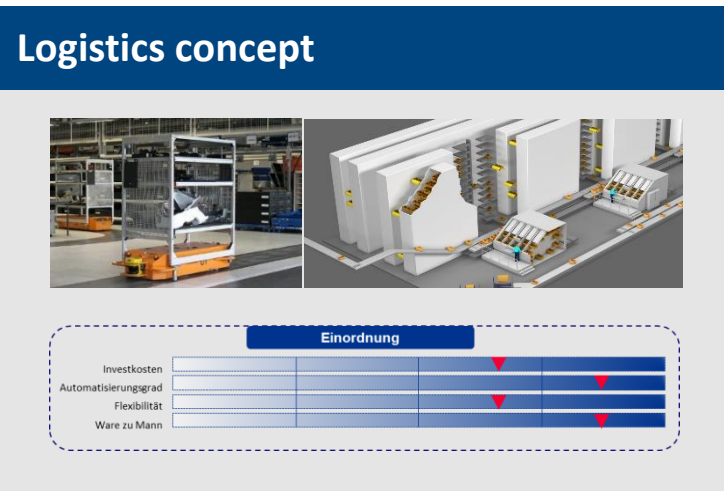 Logistics concept
Einordnung
Investkosten
Automatisierungsgrad
Flexibilität
Ware zu Mann